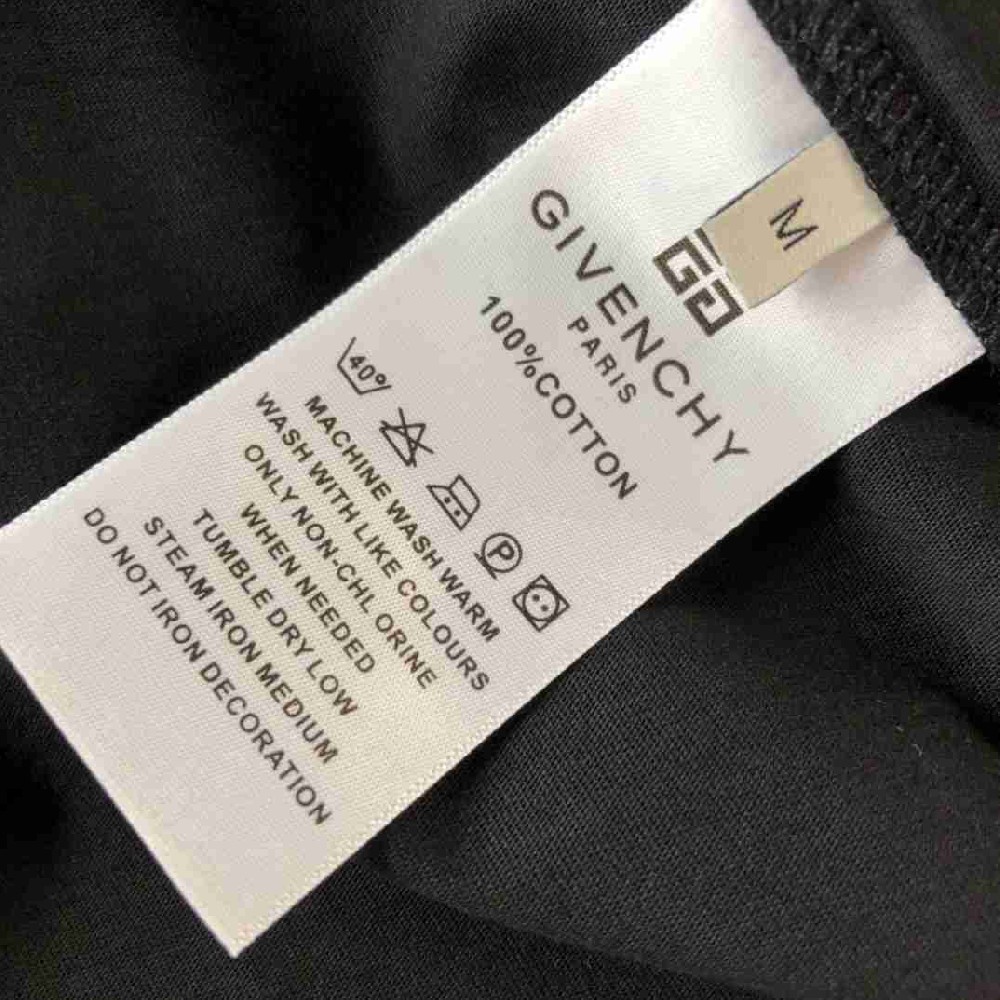 M
GIVENCHY
PARIS
100%COTTON
40°
P
MACHINE WASH WARM
WASH WITH LIKE COLOURS
ONLY NON-CHL ORINE
WHEN NEEDED
TUMBLE DRY LOW
STEAM IRON MEDIUM
DO NOT IRON DECORATION